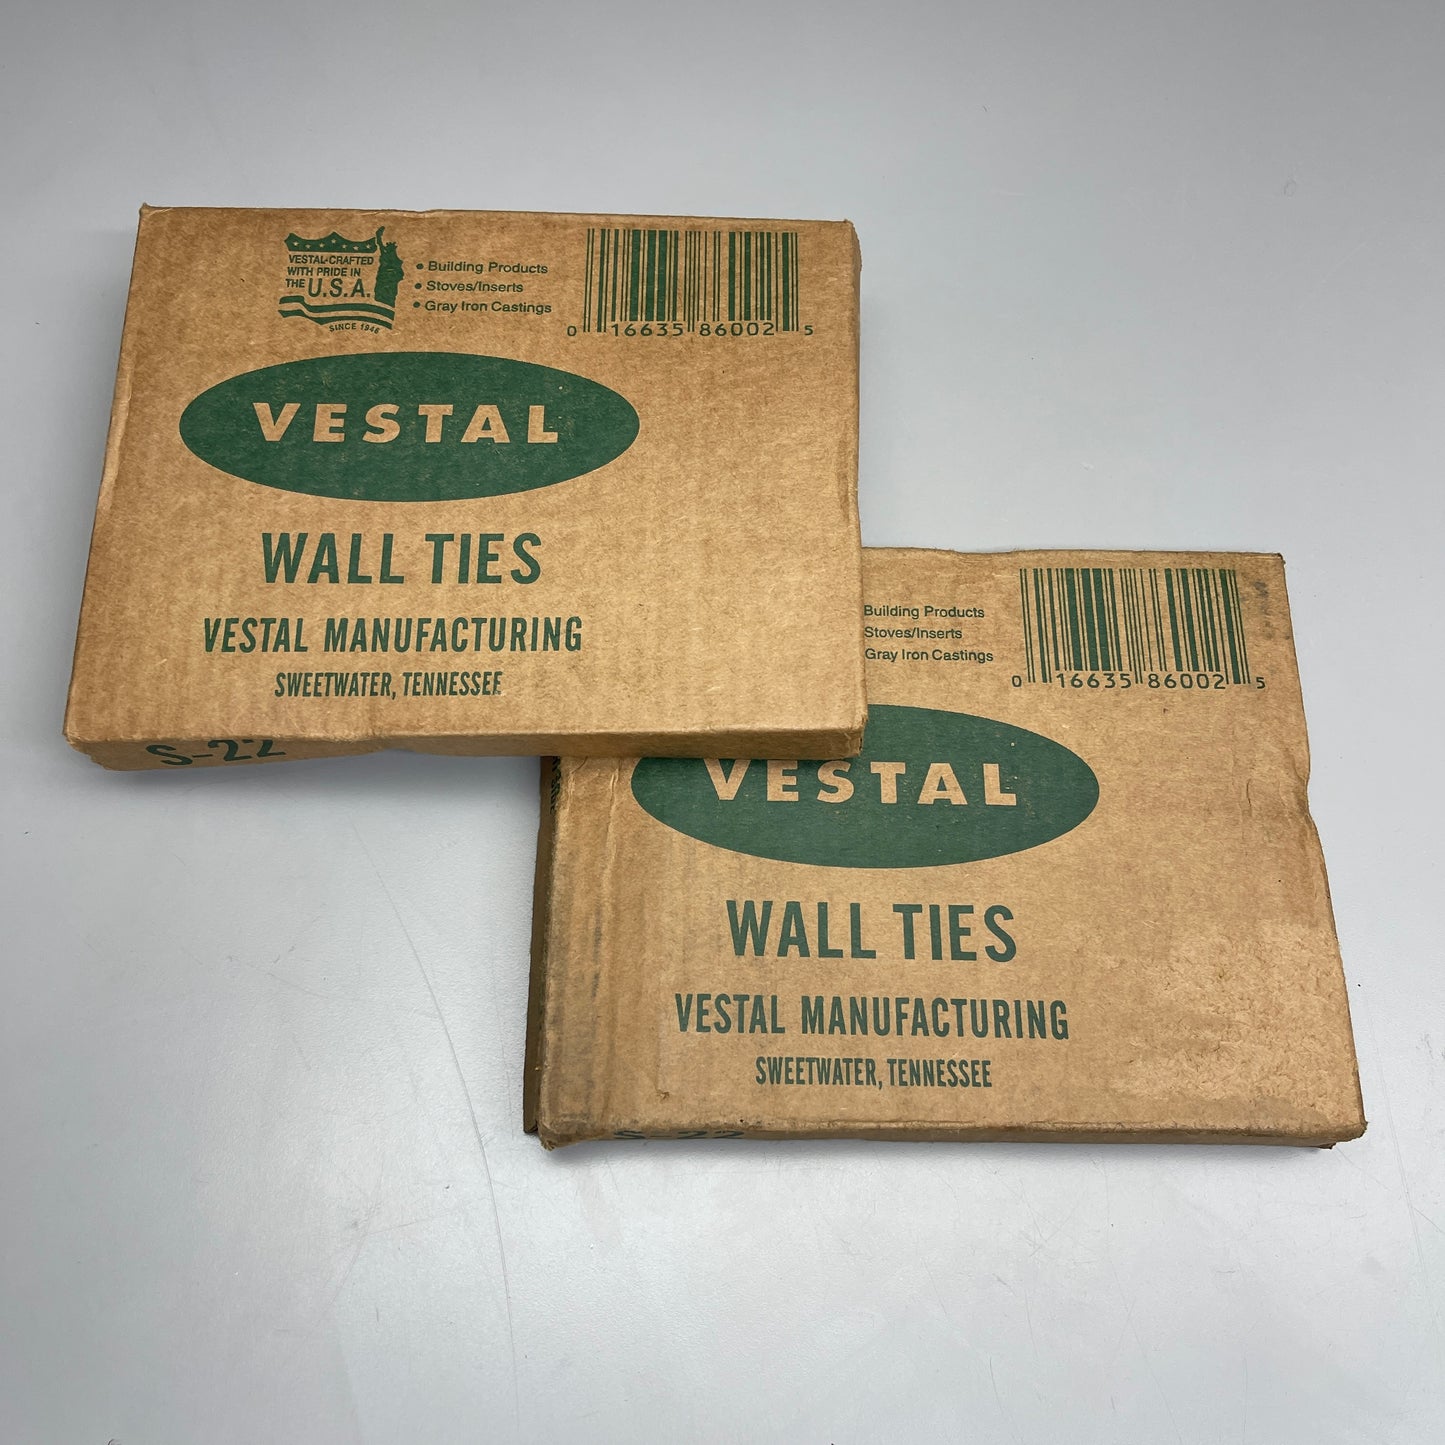 VESTAL-CRAFTED
WITH PRIDE IN
THE U.S.A.
SINCE 1946
• Building Products
• Stoves/Inserts
• Gray Iron Castings
0 16635 86002 5
VESTAL
WALL TIES
VESTAL MANUFACTURING
SWEETWATER, TENNESSEE
S-22
Building Products
Stoves/Inserts
Gray Iron Castings
0 16635 86002 5
VESTAL
WALL TIES
VESTAL MANUFACTURING
SWEETWATER, TENNESSEE
S-22